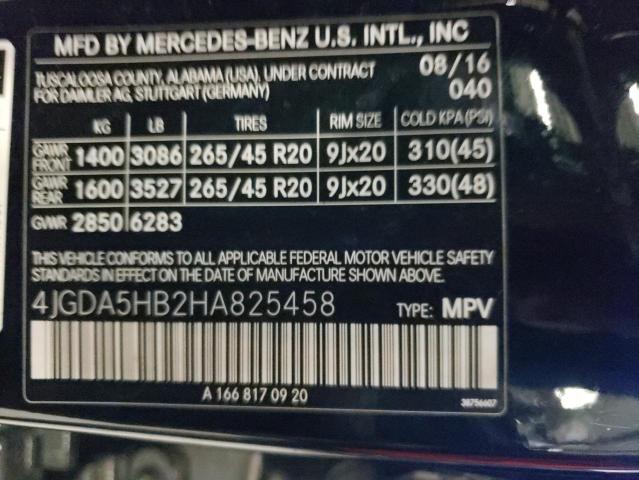 MFD BY MERCEDES-BENZ U.S. INTL., INC
TUSCALOOSA COUNTY, ALABAMA (USA), UNDER CONTRACT 08/16
FOR DAIMLER AG, STUTTGART (GERMANY) 040
KG LB TIRES RIM SIZE COLD KPA (PSI)
GAWR FRONT 1400 3086 265/45 R20 9Jx20 310(45)
GAWR REAR 1600 3527 265/45 R20 9Jx20 330(48)
GVWR 2850 6283
THIS VEHICLE CONFORMS TO ALL APPLICABLE FEDERAL MOTOR VEHICLE SAFETY
STANDARDS IN EFFECT ON THE DATE OF MANUFACTURE SHOWN ABOVE.
4JGDA5HB2HA825458 TYPE: MPV
A 166 817 09 20
38756607